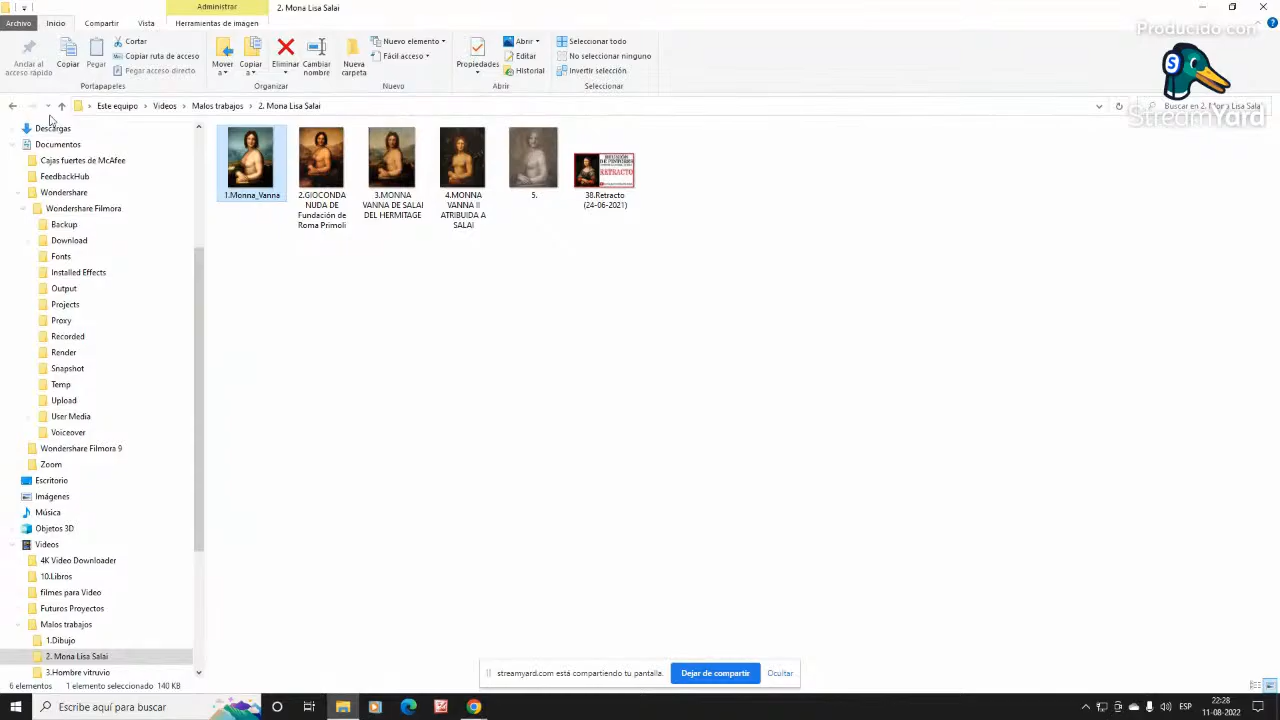 Administrar
2. Mona Lisa Salai
Archivo
Inicio
Compartir
Vista
Herramientas de imagen
Producido con
StreamYard
Anclar al
acceso rápido
Copiar
Pegar
Cortar
Copiar ruta de acceso
Pegar acceso directo
Mover
a
Copiar
a
Eliminar
Cambiar
nombre
Nueva
carpeta
Nuevo elemento
Fácil acceso
Propiedades
Abrir
Editar
Historial
Seleccionar todo
No seleccionar ninguno
Invertir selección
Portapapeles
Organizar
Nuevo
Abrir
Seleccionar
Este equipo > Videos > Malos trabajos > 2. Mona Lisa Salai
Buscar en 2. Mona Lisa Salai
Descargas
Documentos
Cajas fuertes de McAfee
FeedbackHub
Wondershare
Wondershare Filmora
Backup
Download
Fonts
Installed Effects
Output
Projects
Proxy
Recorded
Render
Snapshot
Temp
Upload
User Media
Voiceover
Wondershare Filmora 9
Zoom
Escritorio
Imágenes
Música
Objetos 3D
Videos
4K Video Downloader
10.Libros
filmes para Video
Futuros Proyectos
Malos trabajos
1.Dibujo
2. Mona Lisa Salai
3.Hombre vitruvio
1.Monna_Vanna
2.GIOCONDA
NUDA DE
Fundación de
Roma Primoli
3.MONNA
VANNA DE SALAI
DEL HERMITAGE
4.MONNA
VANNA II
ATRIBUIDA A
SALAI
5.
RETRACTO
38.Retracto
(24-06-2021)
streamyard.com está compartiendo tu pantalla.
Dejar de compartir
Ocultar
6 elementos
1 elemento seleccionado 140 KB
Escribe aquí para buscar
ESP
22:28
11-08-2022